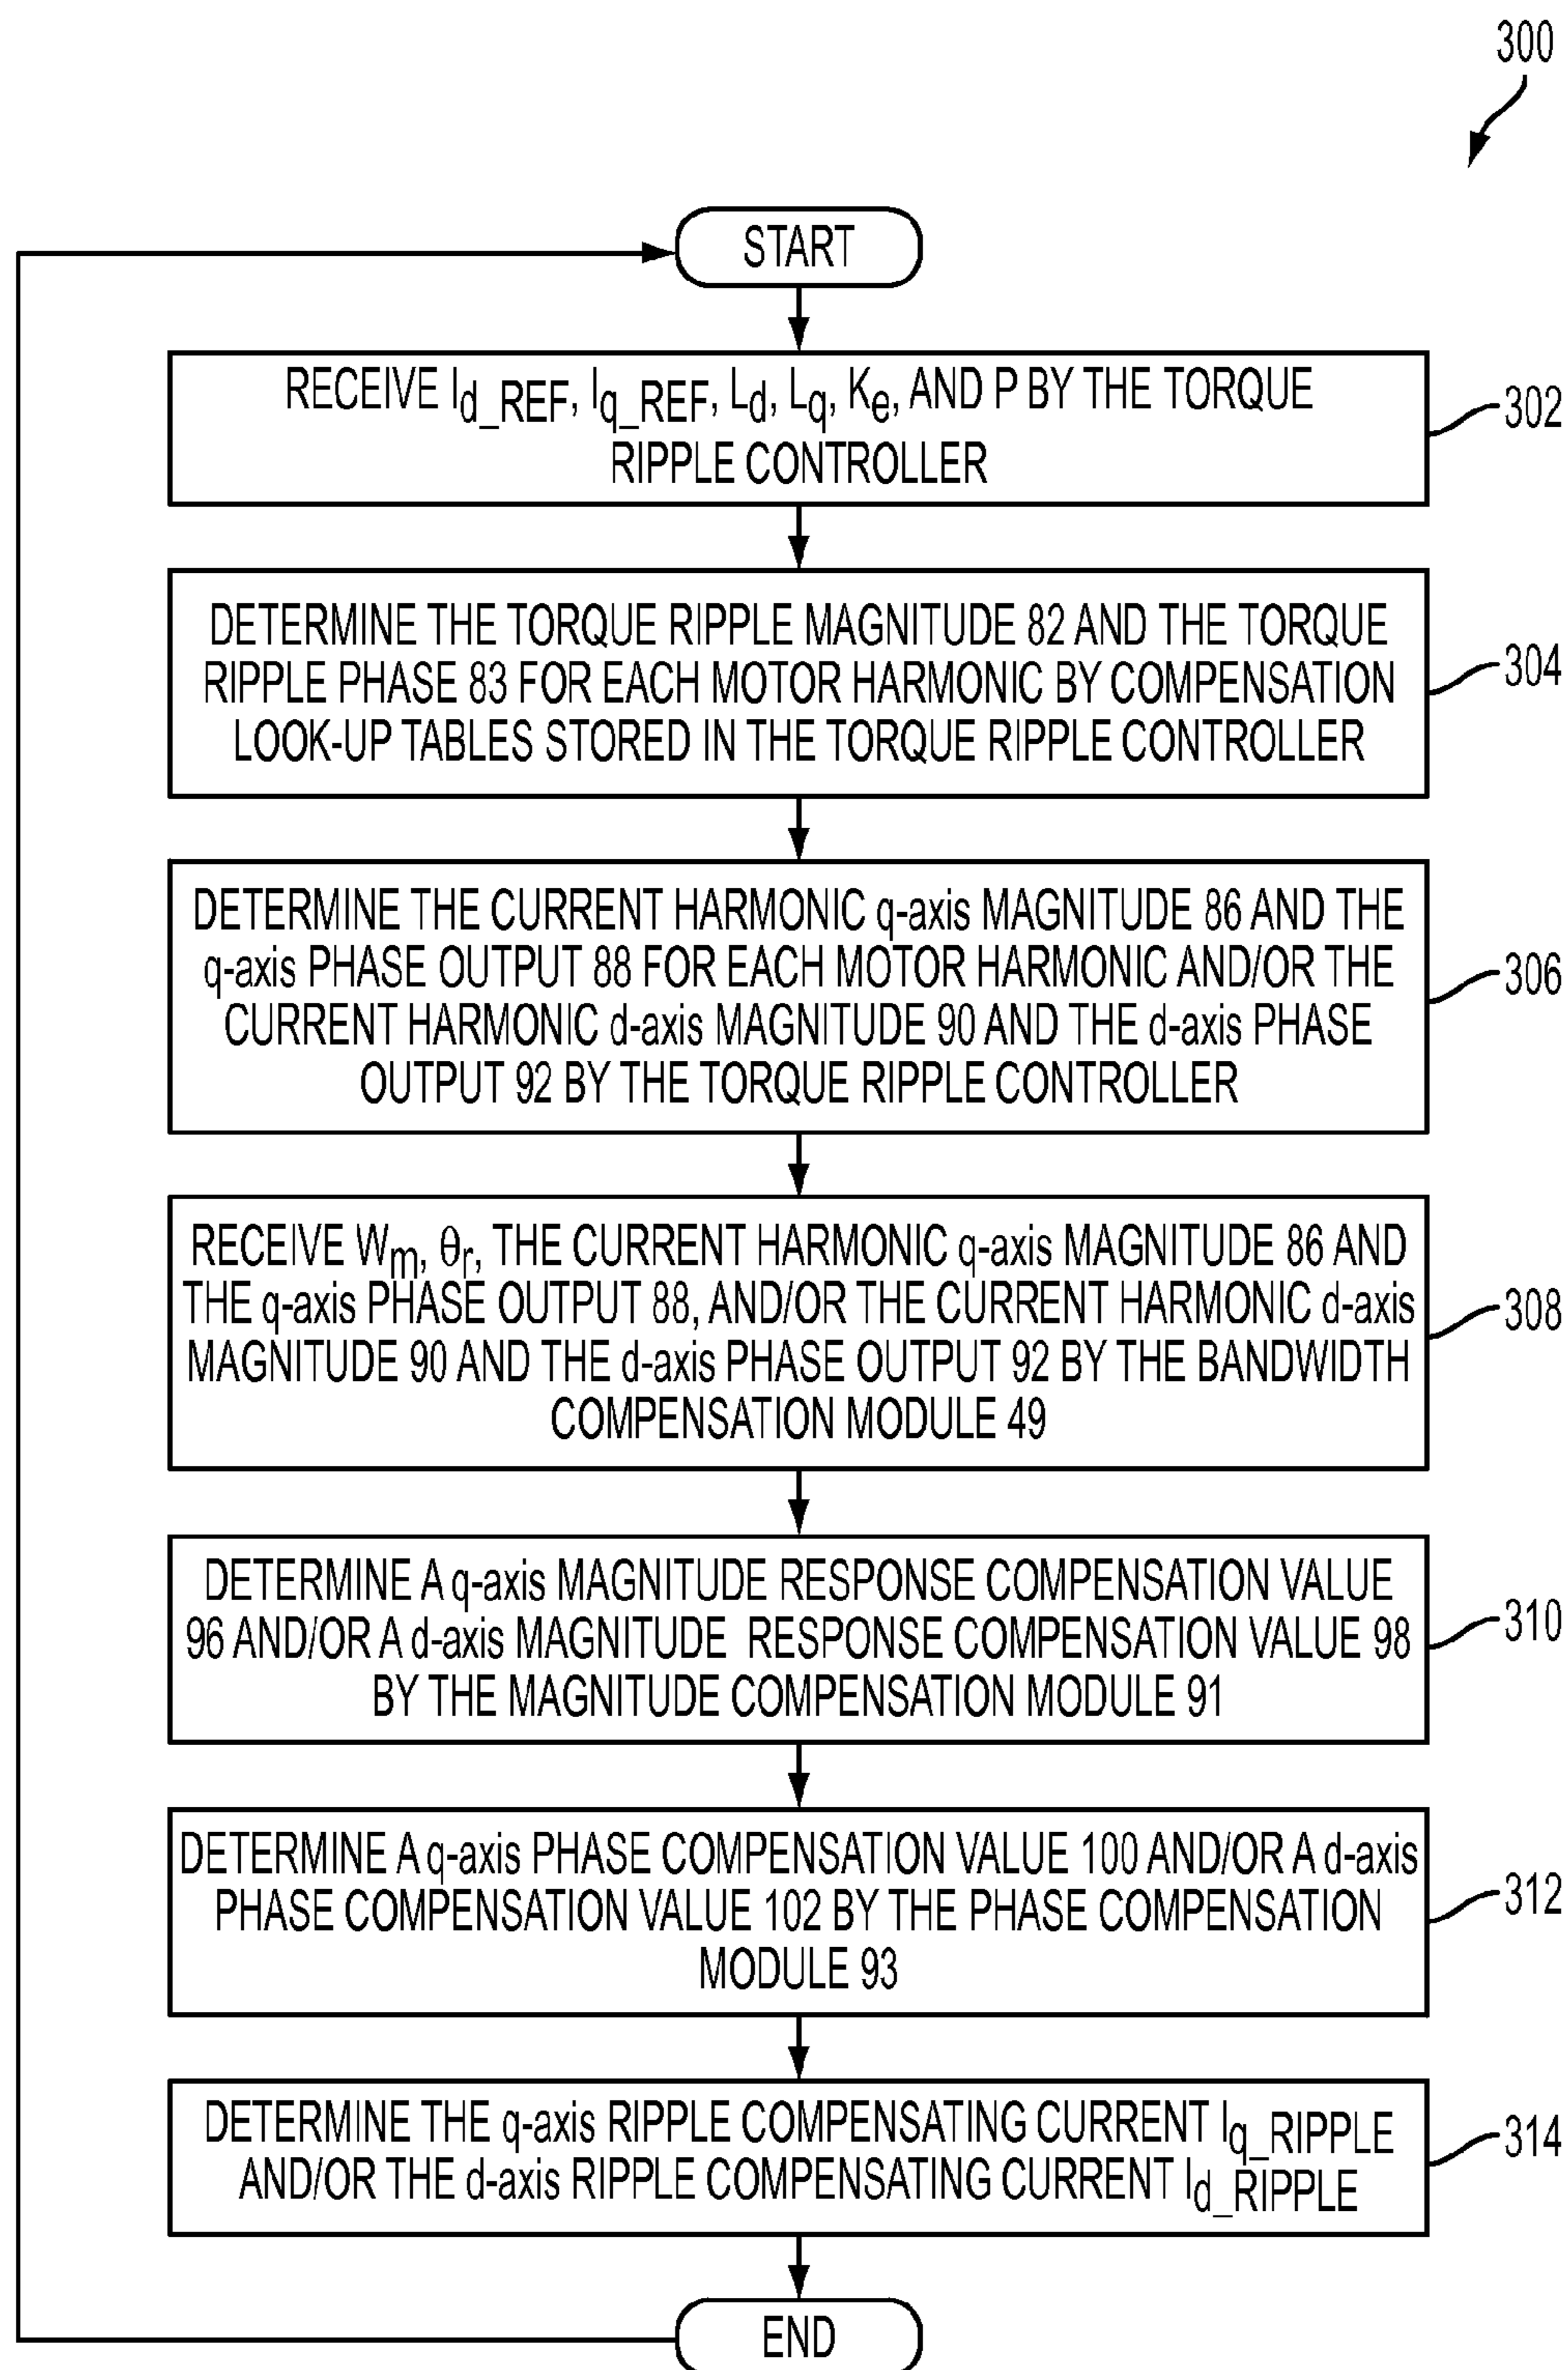 300
START
RECEIVE Id_REF, Iq_REF, Ld, Lq, Ke, AND P BY THE TORQUE
RIPPLE CONTROLLER
302
DETERMINE THE TORQUE RIPPLE MAGNITUDE 82 AND THE TORQUE
RIPPLE PHASE 83 FOR EACH MOTOR HARMONIC BY COMPENSATION
LOOK-UP TABLES STORED IN THE TORQUE RIPPLE CONTROLLER
304
DETERMINE THE CURRENT HARMONIC q-axis MAGNITUDE 86 AND THE
q-axis PHASE OUTPUT 88 FOR EACH MOTOR HARMONIC AND/OR THE
CURRENT HARMONIC d-axis MAGNITUDE 90 AND THE d-axis PHASE
OUTPUT 92 BY THE TORQUE RIPPLE CONTROLLER
306
RECEIVE Wm, θr, THE CURRENT HARMONIC q-axis MAGNITUDE 86 AND
THE q-axis PHASE OUTPUT 88, AND/OR THE CURRENT HARMONIC d-axis
MAGNITUDE 90 AND THE d-axis PHASE OUTPUT 92 BY THE BANDWIDTH
COMPENSATION MODULE 49
308
DETERMINE A q-axis MAGNITUDE RESPONSE COMPENSATION VALUE
96 AND/OR A d-axis MAGNITUDE RESPONSE COMPENSATION VALUE 98
BY THE MAGNITUDE COMPENSATION MODULE 91
310
DETERMINE A q-axis PHASE COMPENSATION VALUE 100 AND/OR A d-axis
PHASE COMPENSATION VALUE 102 BY THE PHASE COMPENSATION
MODULE 93
312
DETERMINE THE q-axis RIPPLE COMPENSATING CURRENT Iq_RIPPLE
AND/OR THE d-axis RIPPLE COMPENSATING CURRENT Id_RIPPLE
314
END